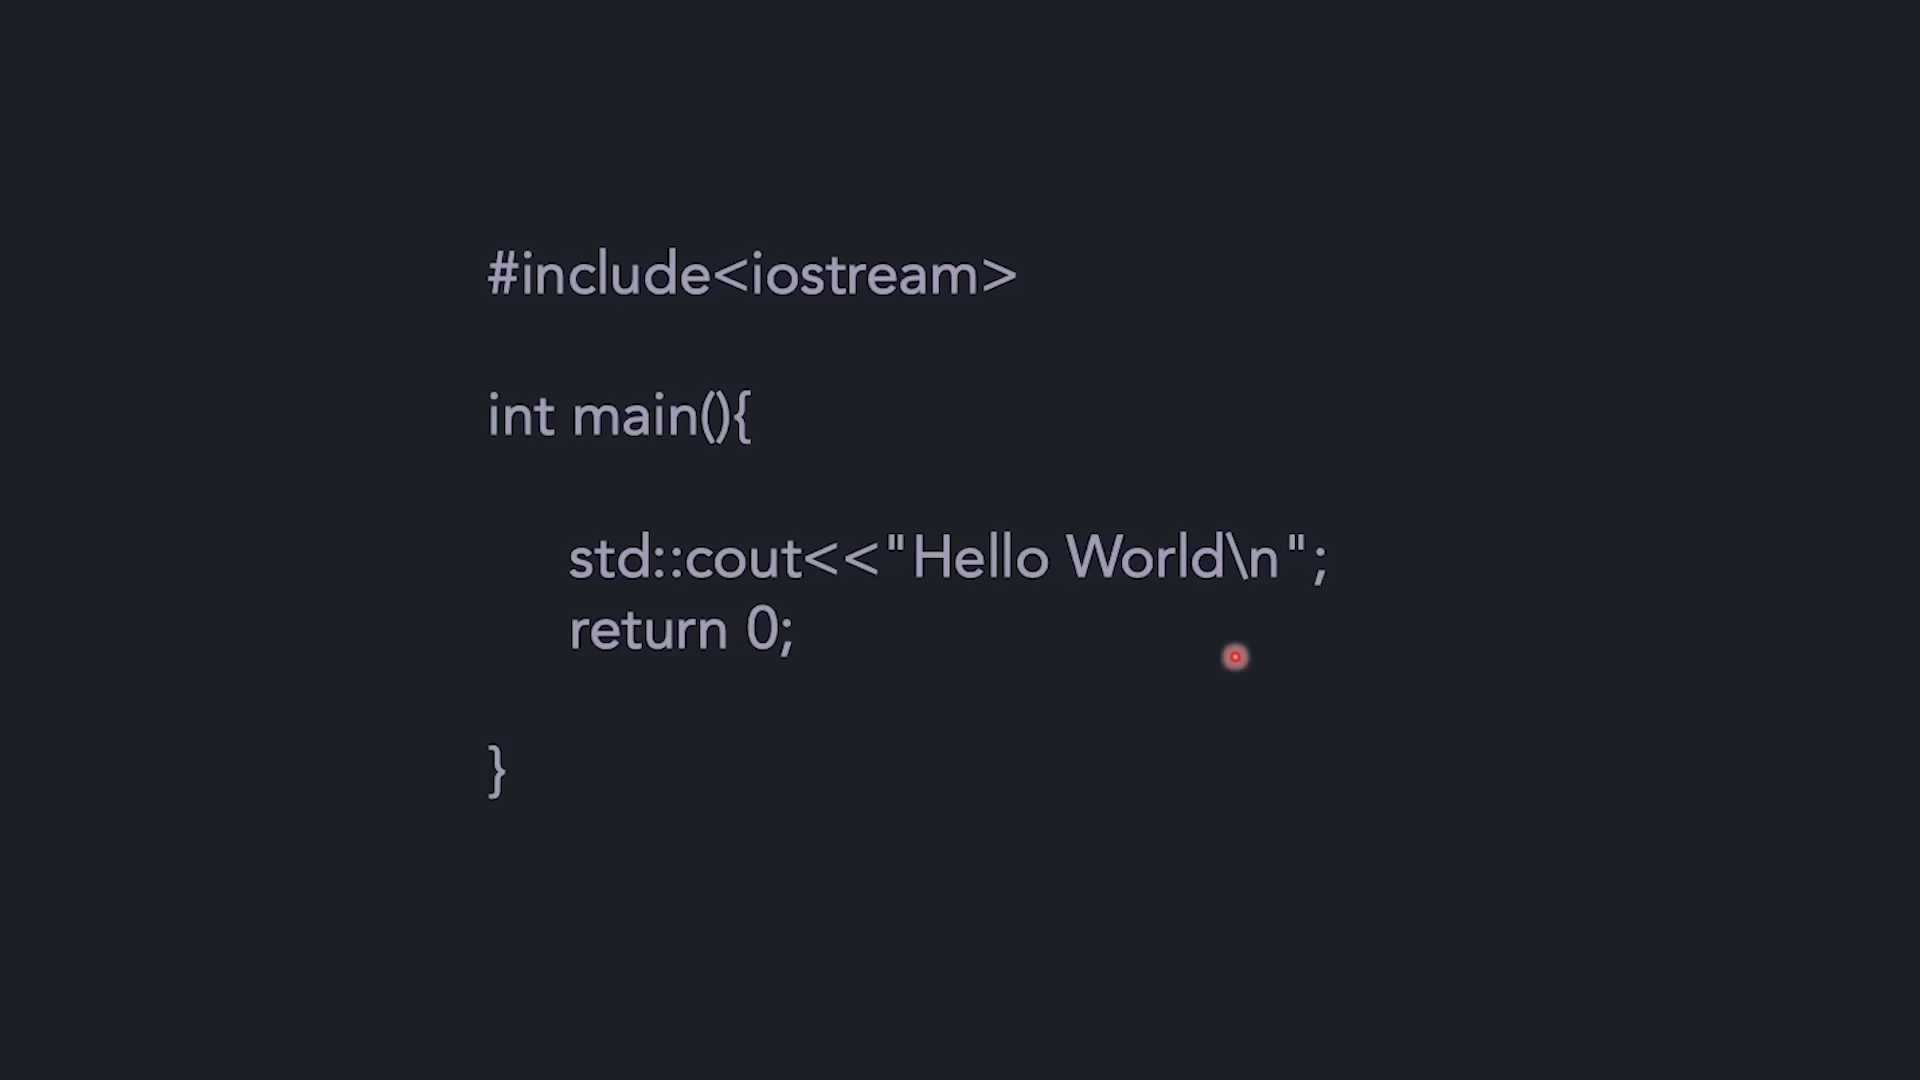 #include<iostream>
int main(){
std::cout<<"Hello World\n";
return 0;
}